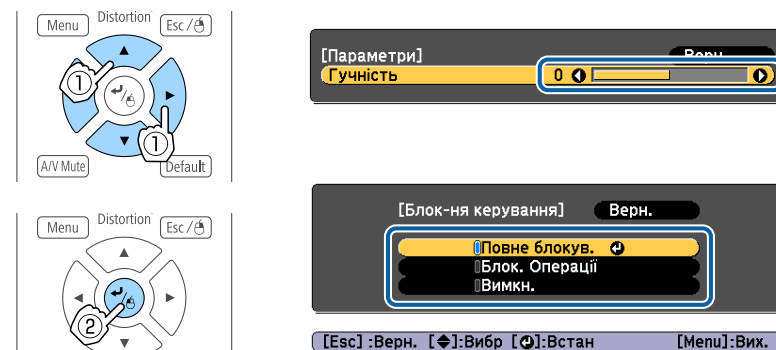 Menu Distortion Esc/
①
①
A/V Mute Default
[Параметри]
Гучність 0
Menu Distortion Esc/
②
[Блок-ня керування] Верн.
Повне блокув.
Блок. Операції
Вимкн.
[Esc] :Верн. [ ]:Вибр [ ]:Встан [Menu]:Вих.